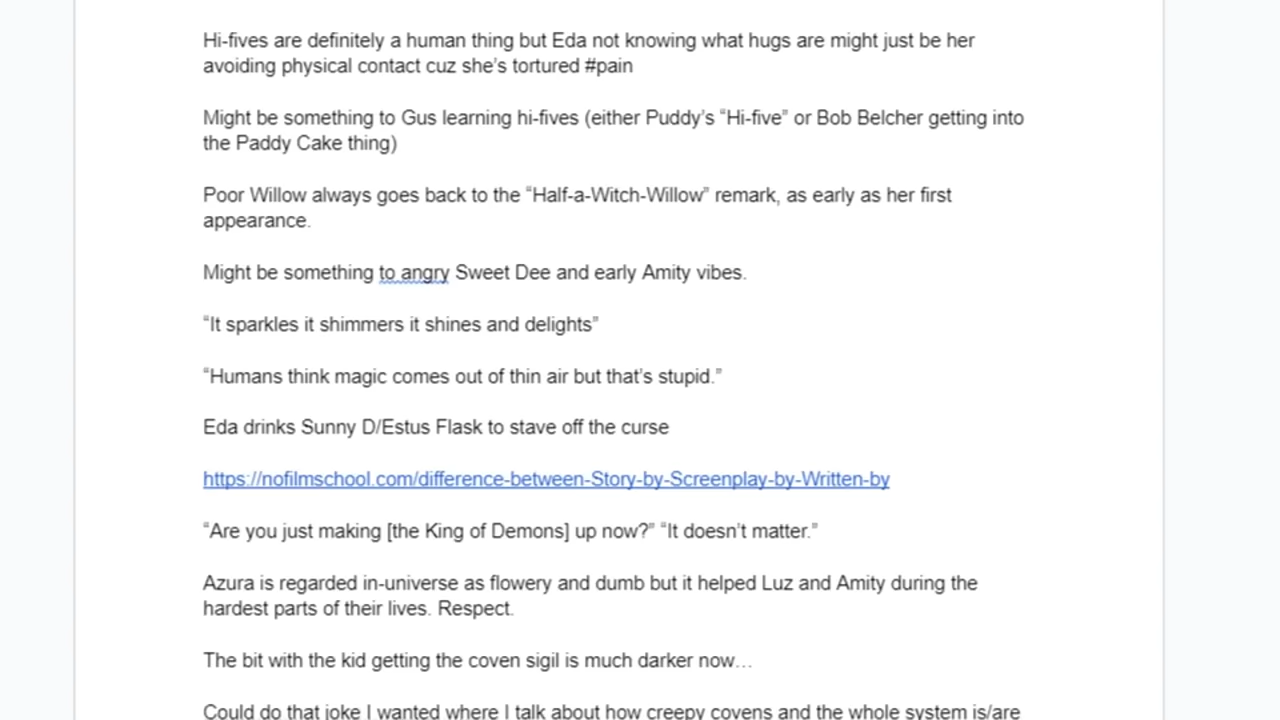 Hi-fives are definitely a human thing but Eda not knowing what hugs are might just be her
avoiding physical contact cuz she's tortured #pain
Might be something to Gus learning hi-fives (either Puddy's “Hi-five” or Bob Belcher getting into
the Paddy Cake thing)
Poor Willow always goes back to the “Half-a-Witch-Willow” remark, as early as her first
appearance.
Might be something to angry Sweet Dee and early Amity vibes.
“It sparkles it shimmers it shines and delights”
“Humans think magic comes out of thin air but that's stupid.”
Eda drinks Sunny D/Estus Flask to stave off the curse
https://nofilmschool.com/difference-between-Story-by-Screenplay-by-Written-by
“Are you just making [the King of Demons] up now?” “It doesn't matter.”
Azura is regarded in-universe as flowery and dumb but it helped Luz and Amity during the
hardest parts of their lives. Respect.
The bit with the kid getting the coven sigil is much darker now…
Could do that joke I wanted where I talk about how creepy covens and the whole system is/are